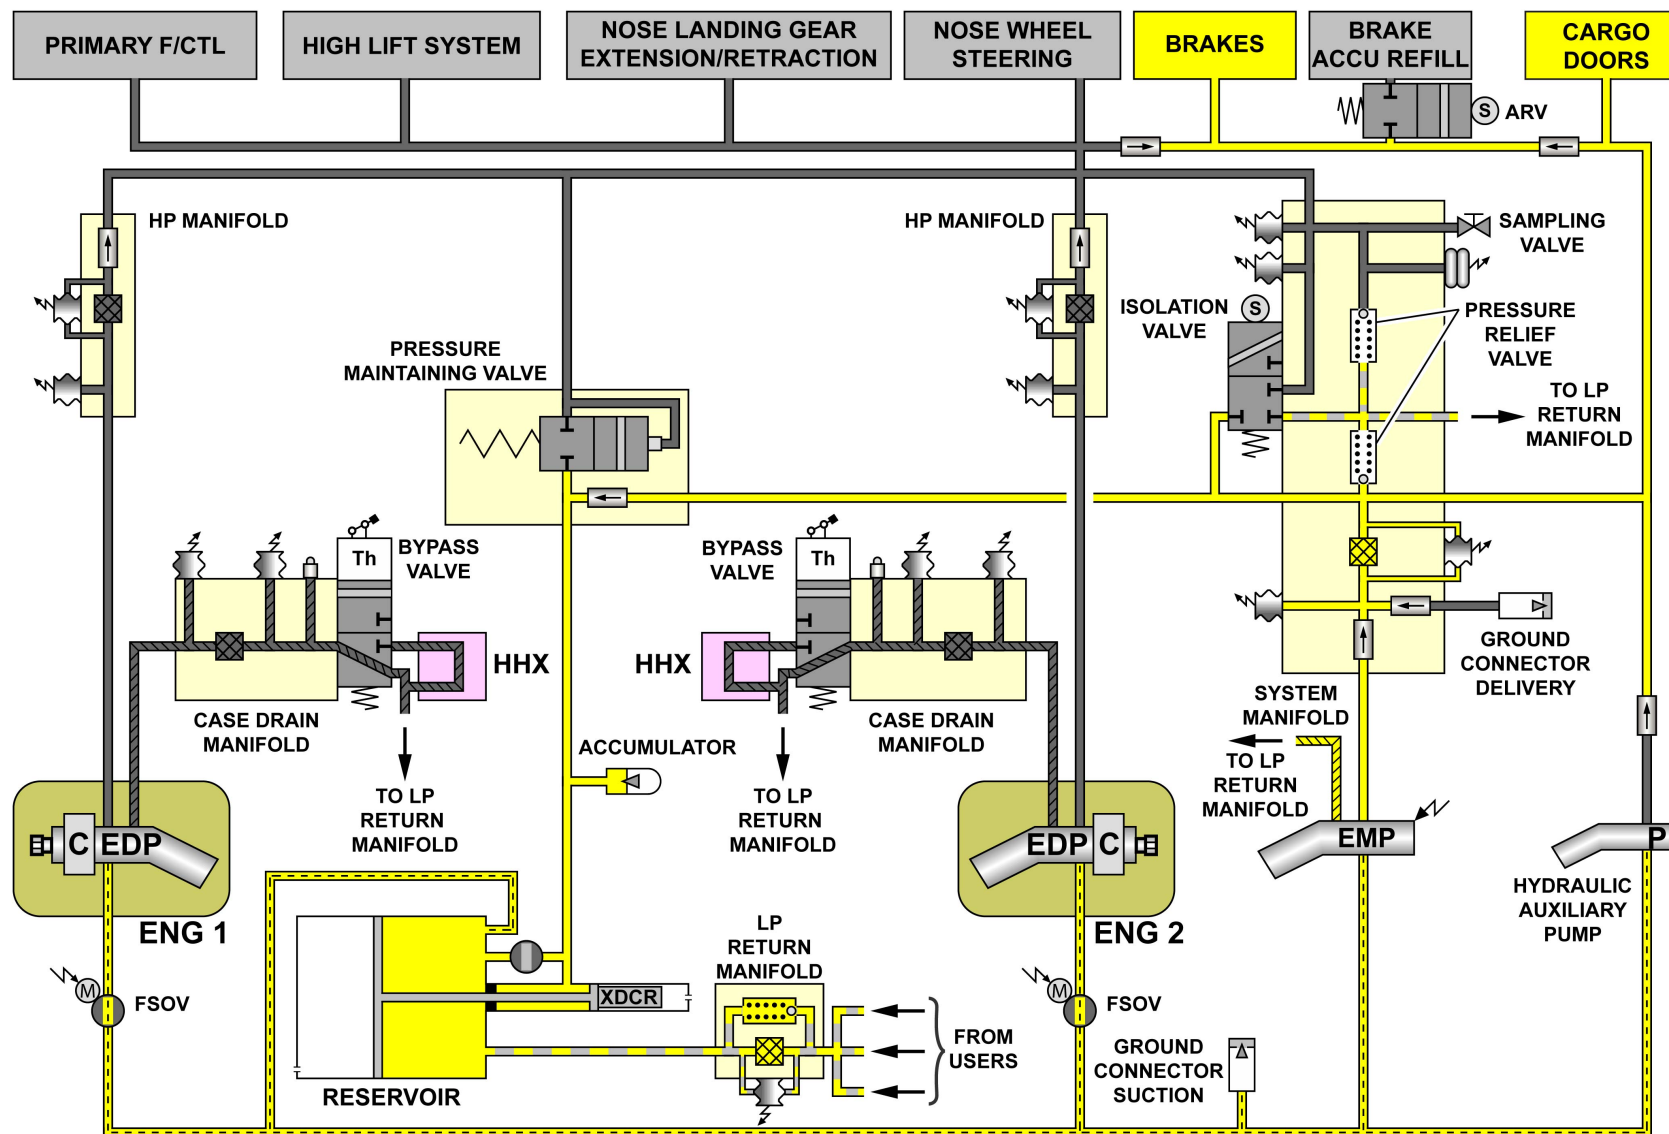 PRIMARY F/CTL
HIGH LIFT SYSTEM
NOSE LANDING GEAR
EXTENSION/RETRACTION
NOSE WHEEL
STEERING
BRAKES
BRAKE
ACCU REFILL
CARGO
DOORS
S
ARV
HP MANIFOLD
HP MANIFOLD
SAMPLING
VALVE
S
ISOLATION
VALVE
PRESSURE
RELIEF
VALVE
PRESSURE
MAINTAINING VALVE
TO LP
RETURN
MANIFOLD
Th
BYPASS
VALVE
BYPASS
VALVE
Th
HHX
HHX
GROUND
CONNECTOR
DELIVERY
CASE DRAIN
MANIFOLD
CASE DRAIN
MANIFOLD
SYSTEM
MANIFOLD
ACCUMULATOR
TO LP
RETURN
MANIFOLD
TO LP
RETURN
MANIFOLD
TO LP
RETURN
MANIFOLD
C EDP
EDP C
EMP
P
HYDRAULIC
AUXILIARY
PUMP
ENG 1
ENG 2
LP
RETURN
MANIFOLD
M
FSOV
XDCR
M
FSOV
FROM
USERS
GROUND
CONNECTOR
SUCTION
RESERVOIR